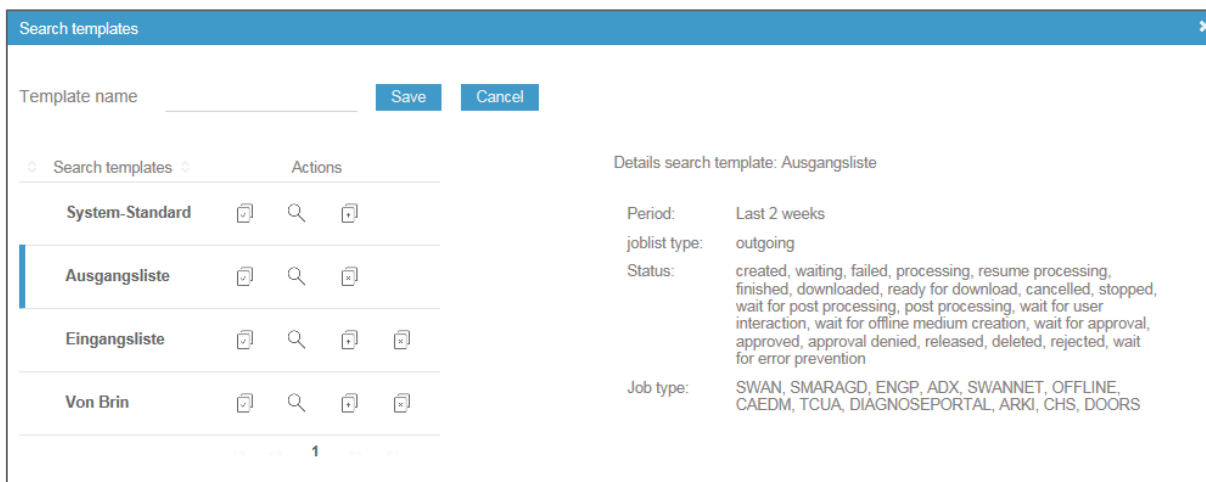 Search templates
Template name Save Cancel
Search templates Actions
System-Standard
Ausgangsliste
Eingangsliste
Von Brin
1
Details search template: Ausgangsliste
Period: Last 2 weeks
joblist type: outgoing
Status: created, waiting, failed, processing, resume processing,
finished, downloaded, ready for download, cancelled, stopped,
wait for post processing, post processing, wait for user
interaction, wait for offline medium creation, wait for approval,
approved, approval denied, released, deleted, rejected, wait
for error prevention
Job type: SWAN, SMARAGD, ENGP, ADX, SWANNET, OFFLINE,
CAEDM, TCUA, DIAGNOSEPORTAL, ARKI, CHS, DOORS